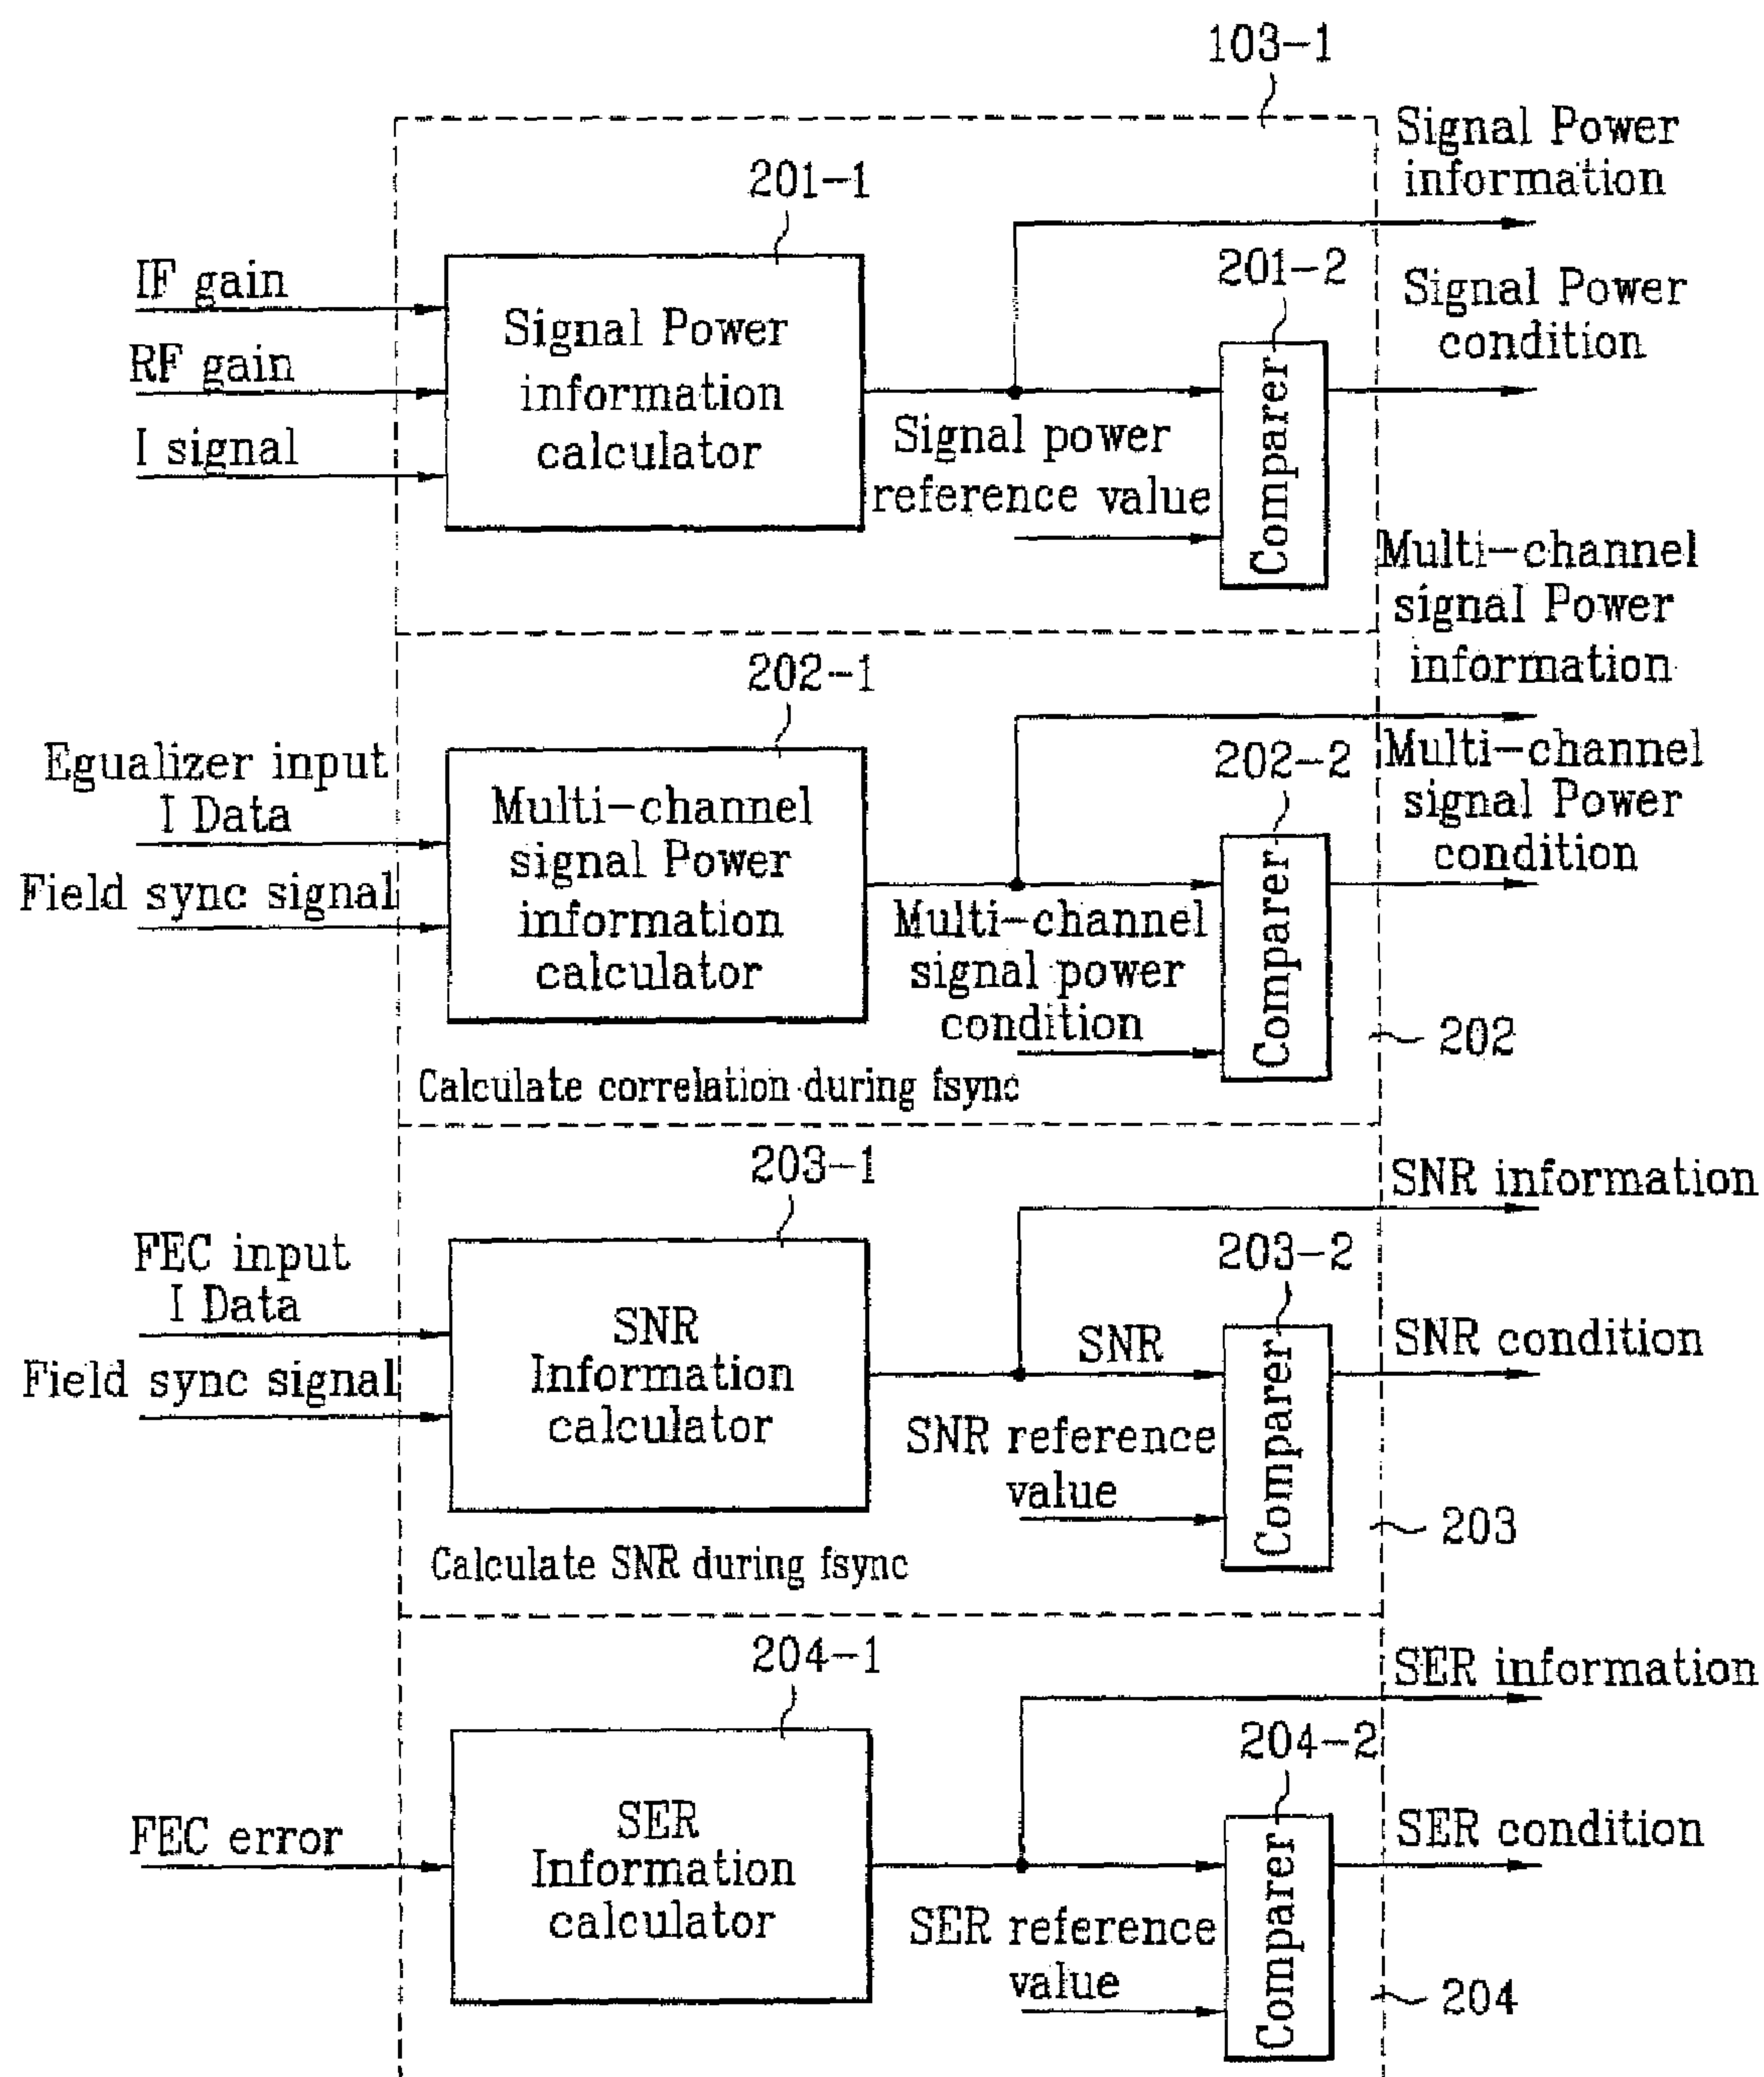 103-1
Signal Power
information
201-1
201-2
Signal Power
condition
IF gain
RF gain
I signal
Signal Power
information
calculator
Signal power
reference value
Comparer
Multi-channel
signal Power
information
202-1
202-2
Multi-channel
signal Power
condition
Egualizer input
I Data
Field sync signal
Multi-channel
signal Power
information
calculator
Multi-channel
signal power
condition
Comparer
202
Calculate correlation during fsync
203-1
SNR information
203-2
FEC input
I Data
Field sync signal
SNR
Information
calculator
SNR
SNR reference
value
Comparer
SNR condition
203
Calculate SNR during fsync
204-1
SER information
204-2
FEC error
SER
Information
calculator
SER reference
value
Comparer
SER condition
204